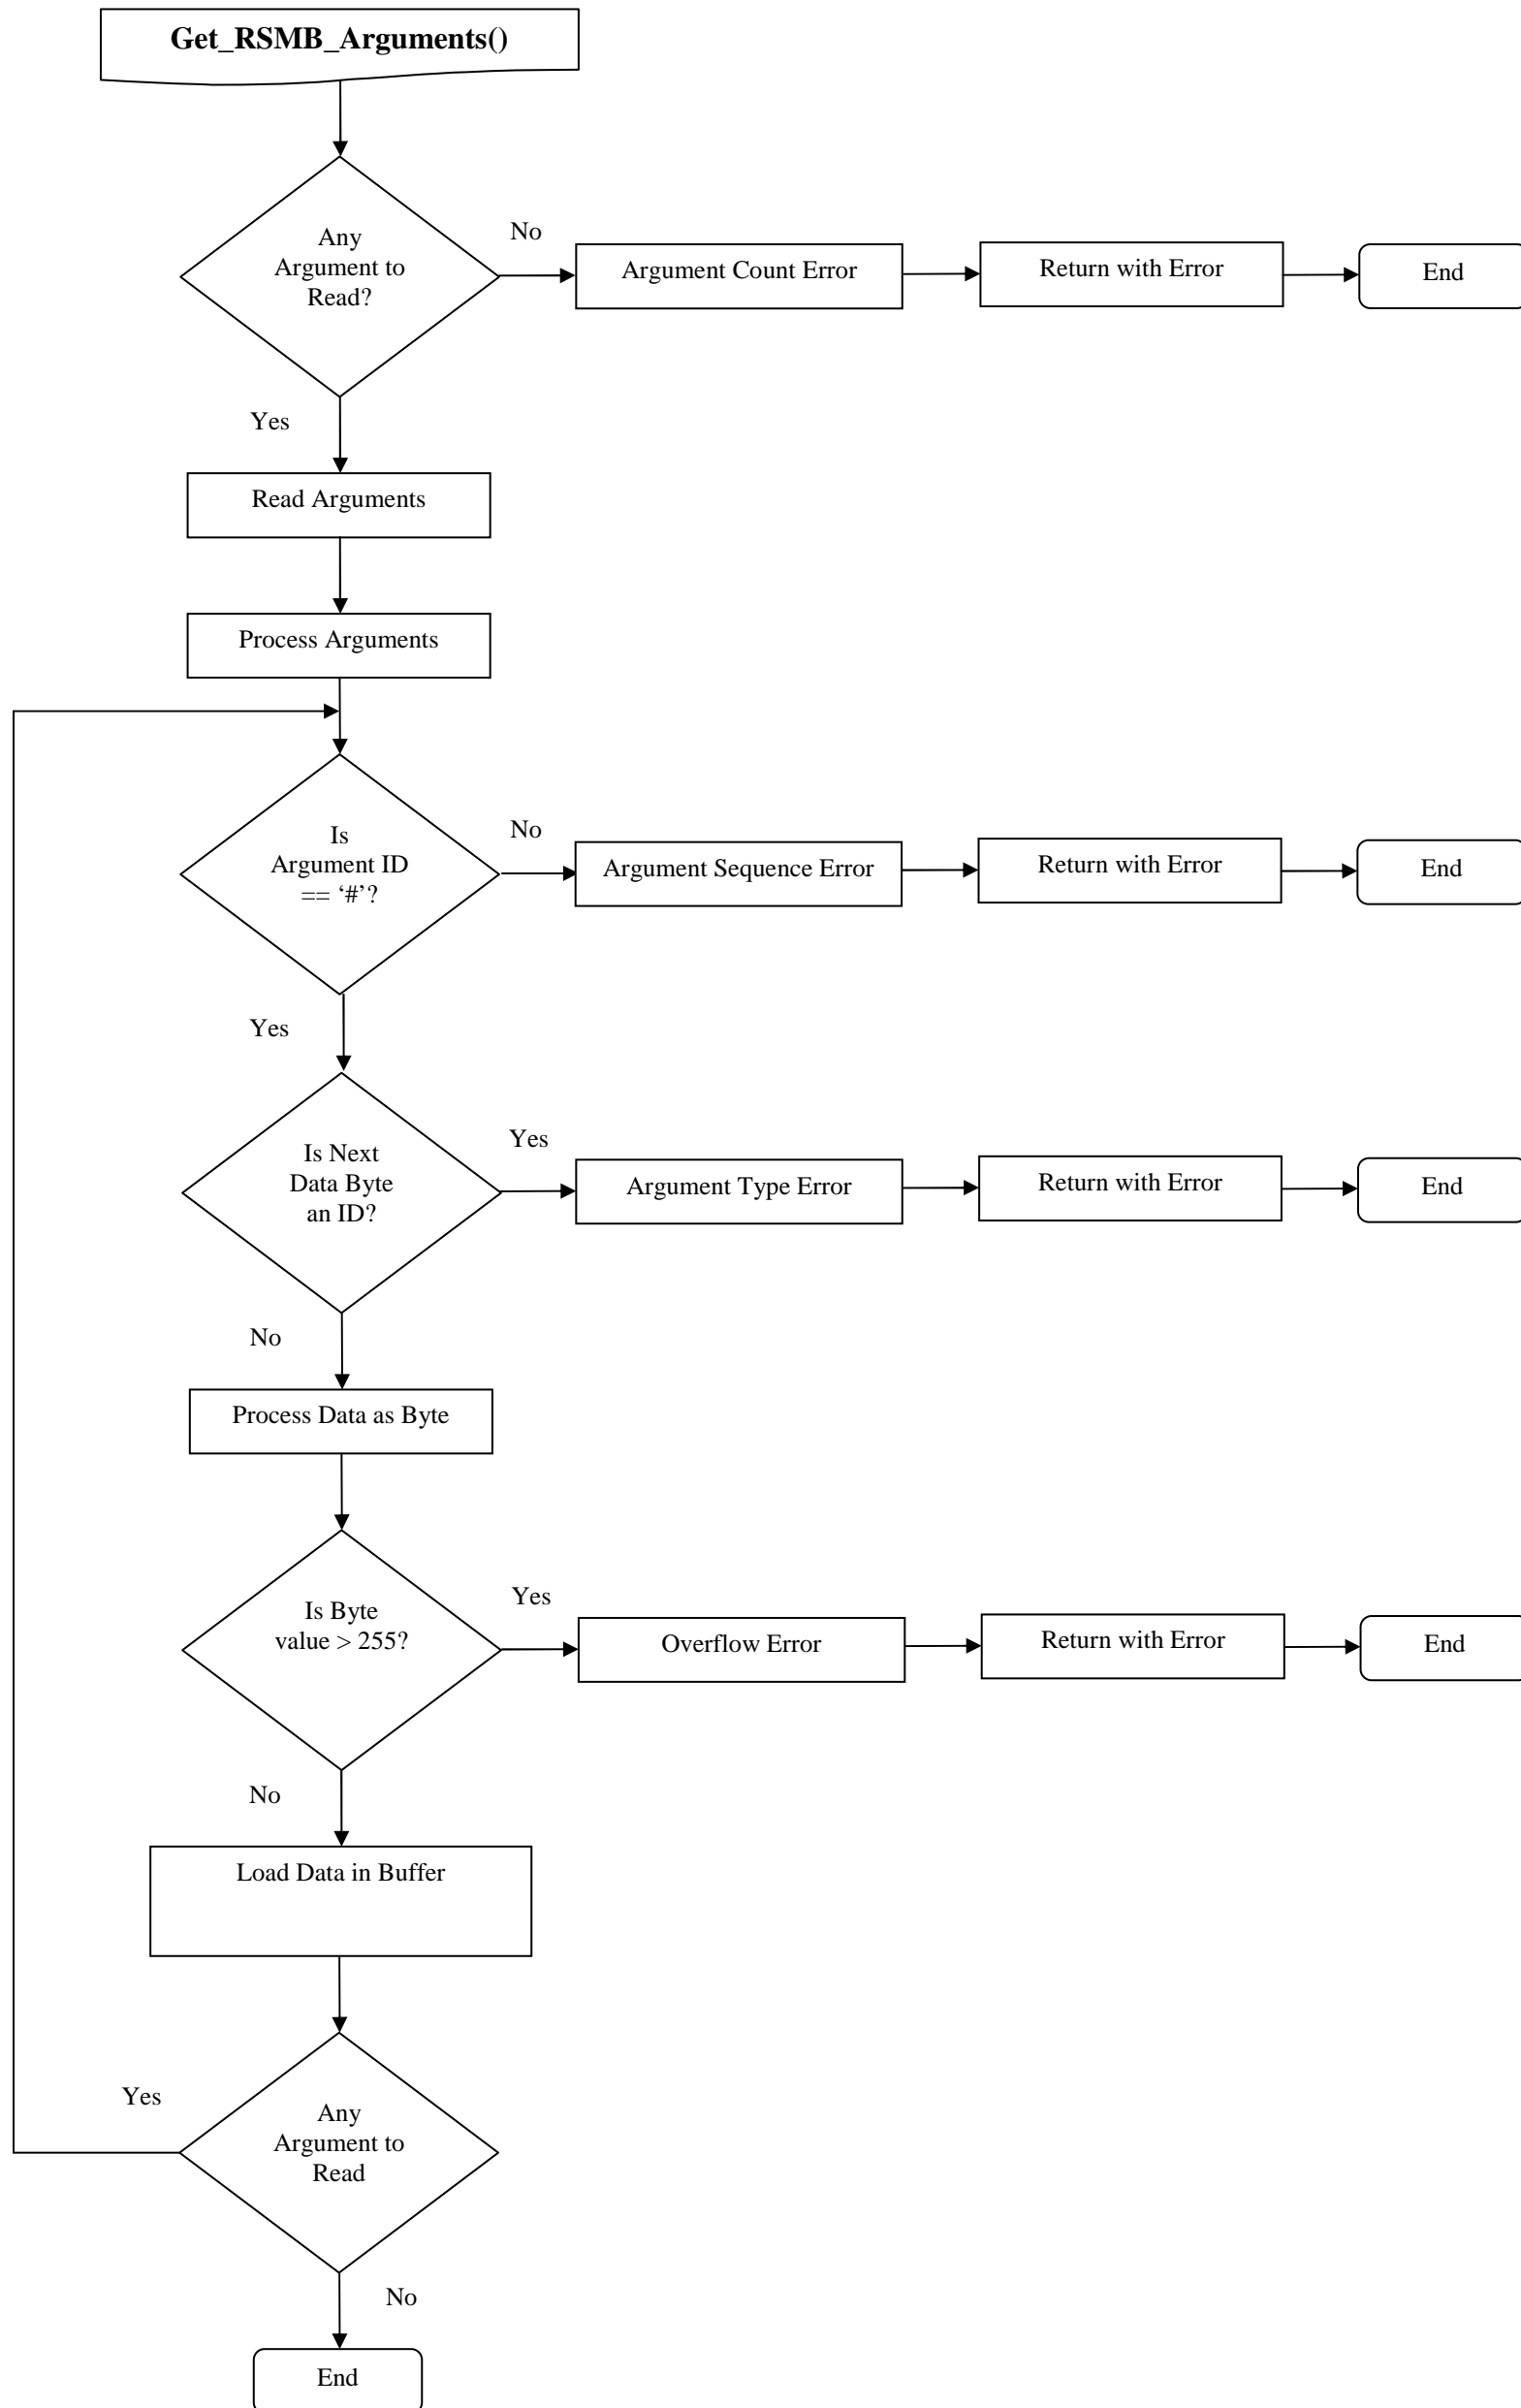 Get_RSMB_Arguments()
Any
Argument to
Read?
No
Argument Count Error
Return with Error
End
Yes
Read Arguments
Process Arguments
Is
Argument ID
== ‘#’?
No
Argument Sequence Error
Return with Error
End
Yes
Is Next
Data Byte
an ID?
Yes
Argument Type Error
Return with Error
End
No
Process Data as Byte
Is Byte
value > 255?
Yes
Overflow Error
Return with Error
End
No
Load Data in Buffer
Yes
Any
Argument to
Read
No
End